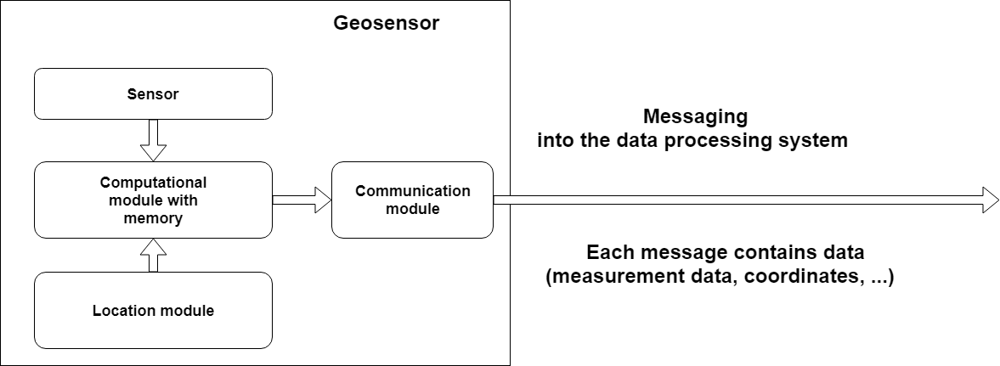 Geosensor
Sensor
Computational
module with
memory
Communication
module
Location module
Messaging
into the data processing system
Each message contains data
(measurement data, coordinates, ...)